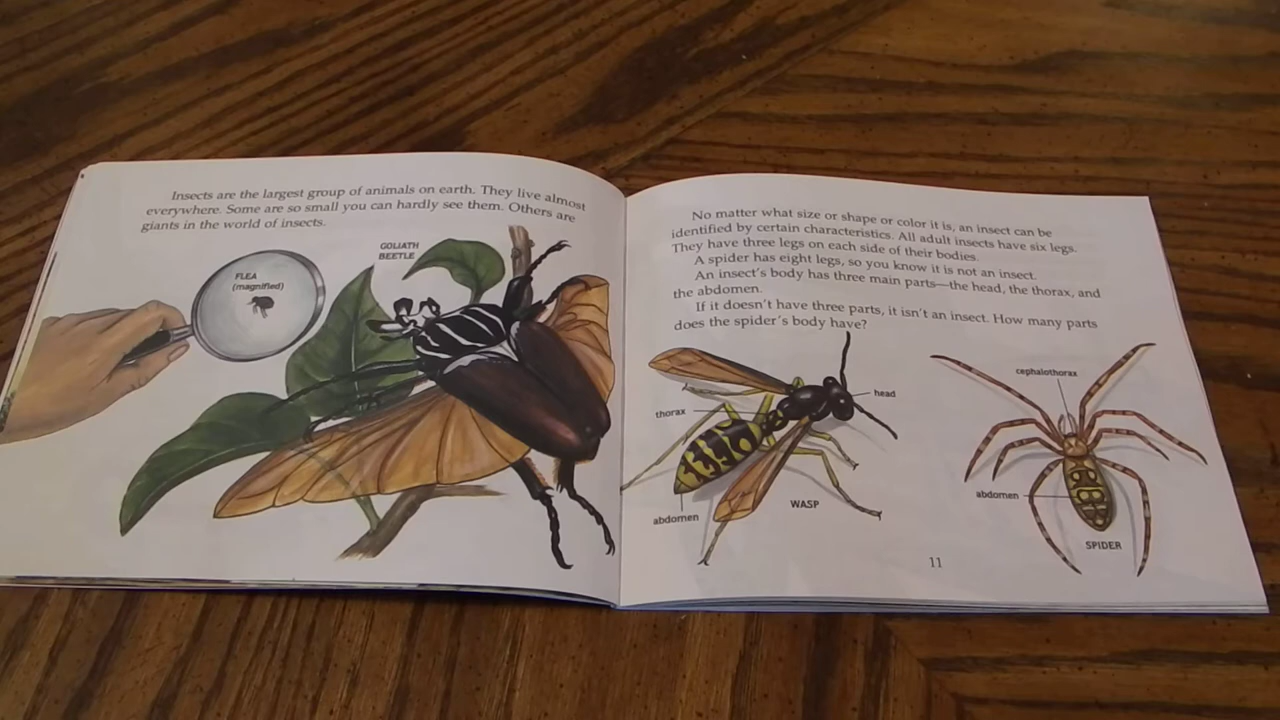 Insects are the largest group of animals on earth. They live almost
everywhere. Some are so small you can hardly see them. Others are
giants in the world of insects.
FLEA
(magnified)
GOLIATH
BEETLE
No matter what size or shape or color it is, an insect can be
identified by certain characteristics. All adult insects have six legs.
They have three legs on each side of their bodies.
A spider has eight legs, so you know it is not an insect.
An insect's body has three main parts—the head, the thorax, and
the abdomen.
If it doesn't have three parts, it isn't an insect. How many parts
does the spider's body have?
head
thorax
abdomen
WASP
cephalothorax
abdomen
SPIDER
11